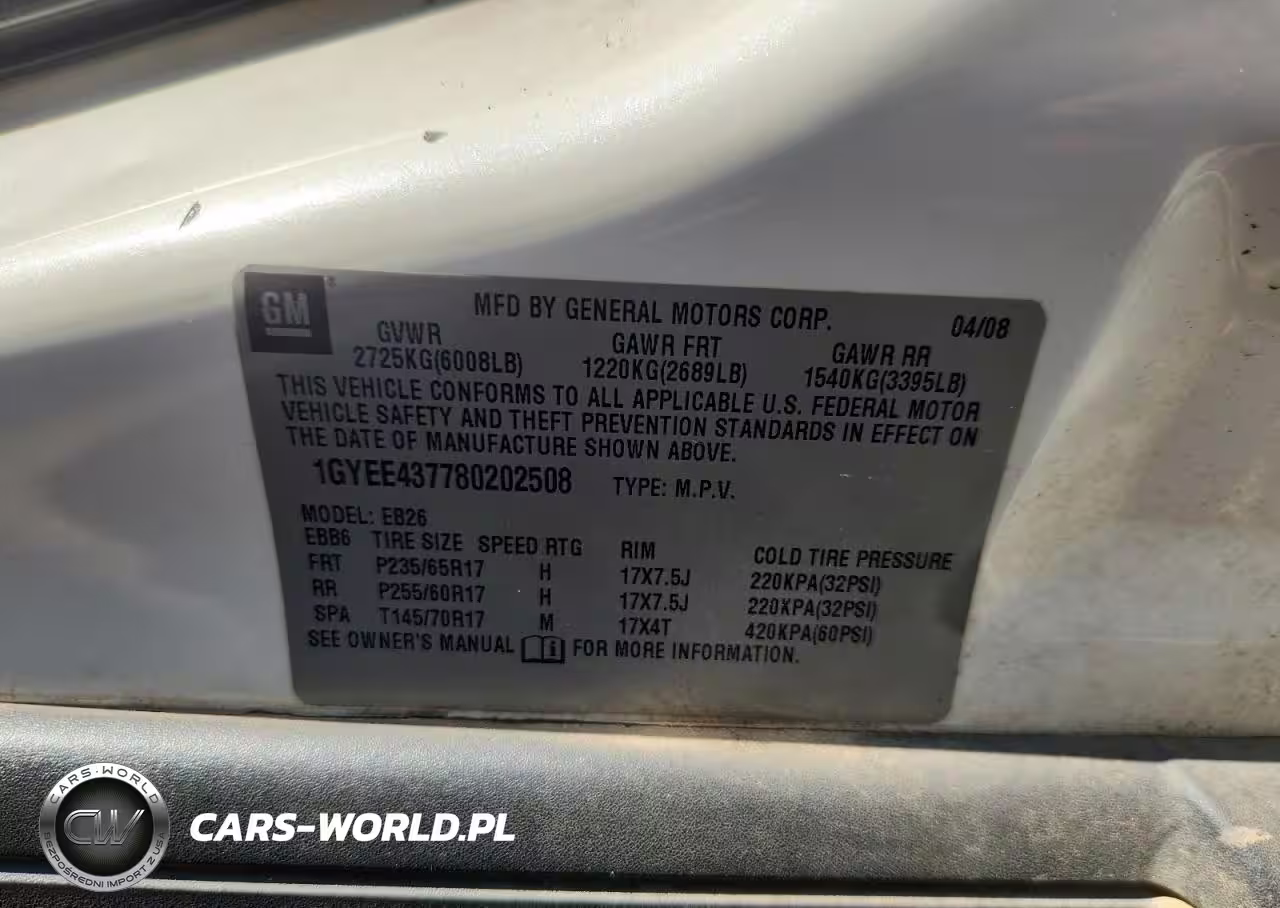 GM
MFD BY GENERAL MOTORS CORP. 04/08
GVWR GAWR FRT GAWR RR
2725KG(6008LB) 1220KG(2689LB) 1540KG(3395LB)
THIS VEHICLE CONFORMS TO ALL APPLICABLE U.S. FEDERAL MOTOR
VEHICLE SAFETY AND THEFT PREVENTION STANDARDS IN EFFECT ON
THE DATE OF MANUFACTURE SHOWN ABOVE.
1GYEE437780202508 TYPE: M.P.V.
MODEL: EB26
EBB6 TIRE SIZE SPEED RTG RIM COLD TIRE PRESSURE
FRT P235/65R17 H 17X7.5J 220KPA(32PSI)
RR P255/60R17 H 17X7.5J 220KPA(32PSI)
SPA T145/70R17 M 17X4T 420KPA(60PSI)
SEE OWNER'S MANUAL FOR MORE INFORMATION.
CARS-WORLD
CW
BEZPOŚREDNI IMPORT Z USA
CARS-WORLD.PL